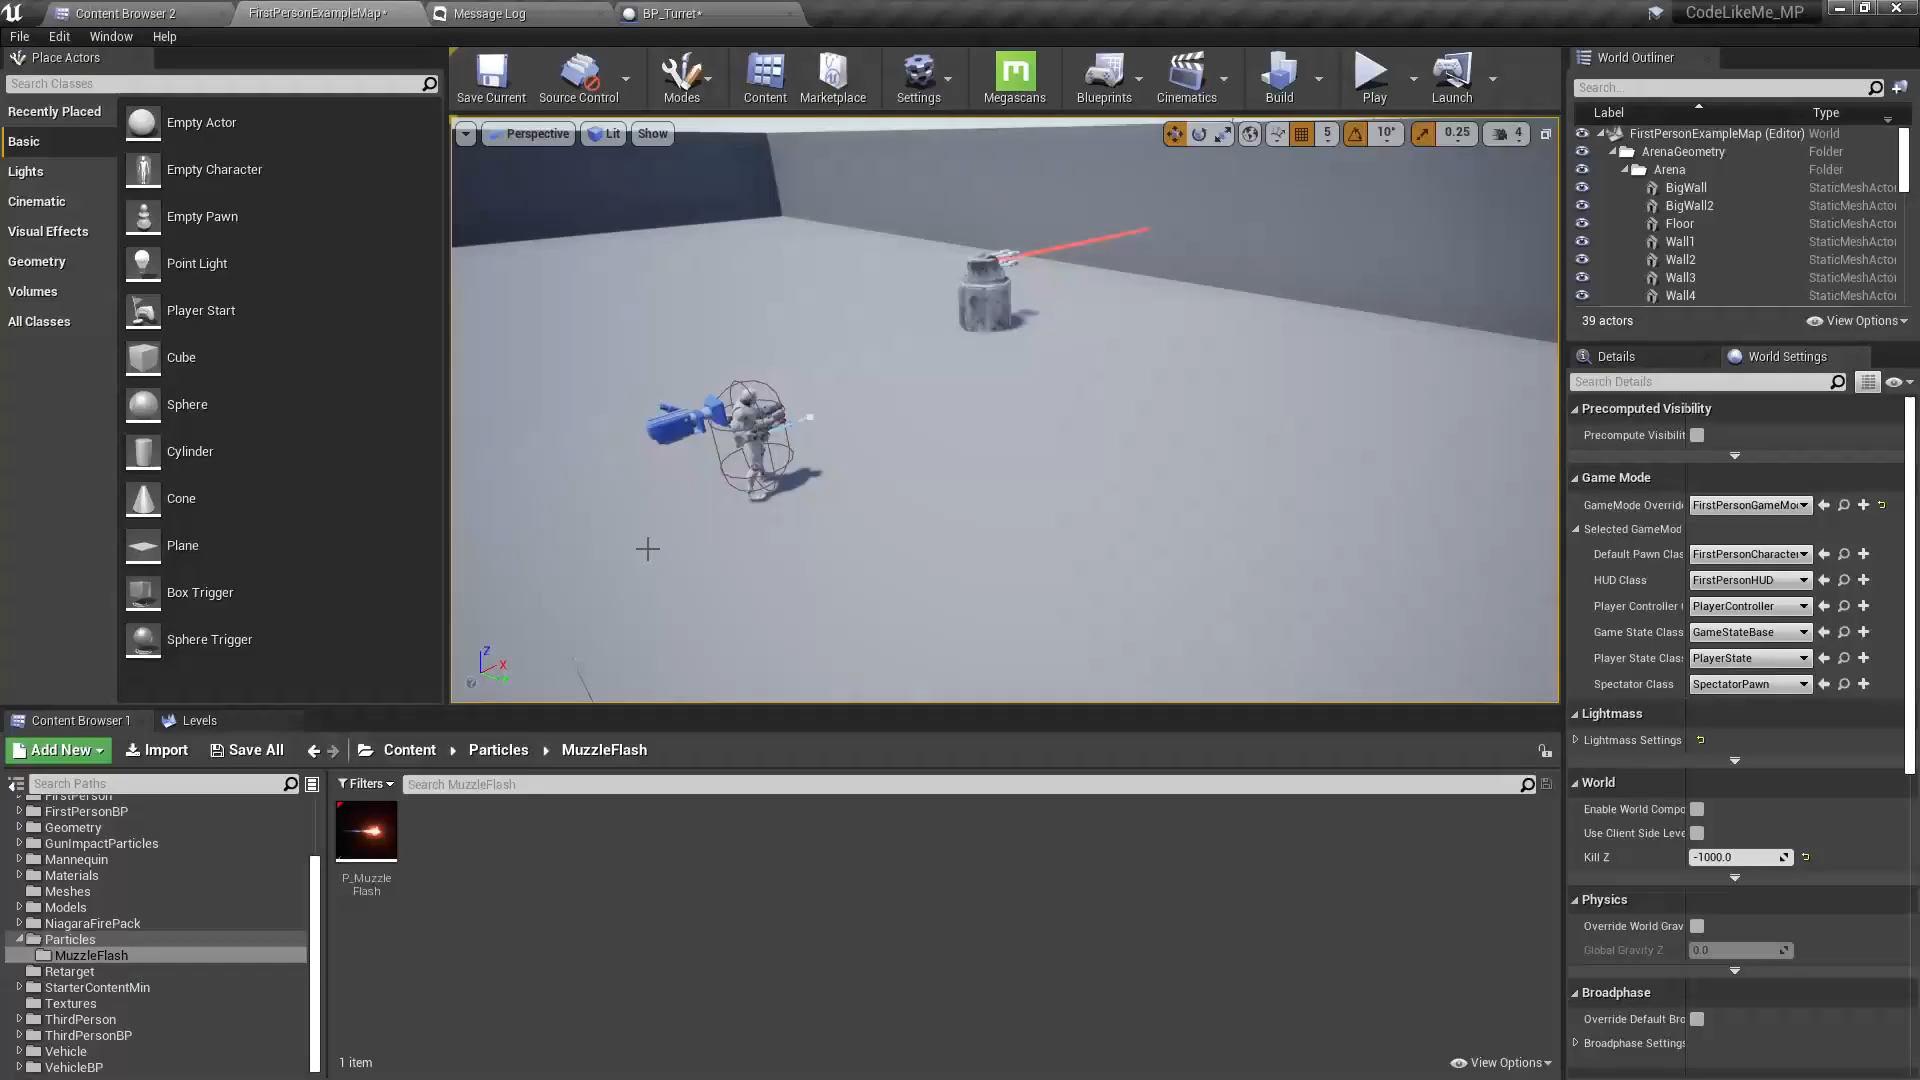 Content Browser 2
FirstPersonExampleMap*
Message Log
BP_Turret*
CodeLikeMe_MP
File Edit Window Help
Place Actors
Search Classes
Recently Placed
Basic
Lights
Cinematic
Visual Effects
Geometry
Volumes
All Classes
Empty Actor
Empty Character
Empty Pawn
Point Light
Player Start
Cube
Sphere
Cylinder
Cone
Plane
Box Trigger
Sphere Trigger
Save Current
Source Control
Modes
Content
Marketplace
Settings
Megascans
Blueprints
Cinematics
Build
Play
Launch
Perspective Lit Show
5 10° 0.25 4
Z
X
World Outliner
Search...
Label Type
FirstPersonExampleMap (Editor) World
ArenaGeometry Folder
Arena Folder
BigWall StaticMeshActor
BigWall2 StaticMeshActor
Floor StaticMeshActor
Wall1 StaticMeshActor
Wall2 StaticMeshActor
Wall3 StaticMeshActor
Wall4 StaticMeshActor
39 actors
View Options
Details
World Settings
Search Details
Precomputed Visibility
Precompute Visibilit
Game Mode
GameMode Overrid FirstPersonGameMo
Selected GameMod
Default Pawn Clas FirstPersonCharacter
HUD Class FirstPersonHUD
Player Controller PlayerController
Game State Class GameStateBase
Player State Clas PlayerState
Spectator Class SpectatorPawn
Lightmass
Lightmass Settings
World
Enable World Compo
Use Client Side Leve
Kill Z -1000.0
Physics
Override World Grav
Global Gravity Z 0.0
Broadphase
Override Default Bro
Broadphase Settings
Content Browser 1
Levels
Add New Import Save All Content Particles MuzzleFlash
Search Paths
Filters
Search MuzzleFlash
FirstPerson
FirstPersonBP
Geometry
GunImpactParticles
Mannequin
Materials
Meshes
Models
NiagaraFirePack
Particles
MuzzleFlash
Retarget
StarterContentMin
Textures
ThirdPerson
ThirdPersonBP
Vehicle
VehicleBP
P_Muzzle
Flash
1 item
View Options